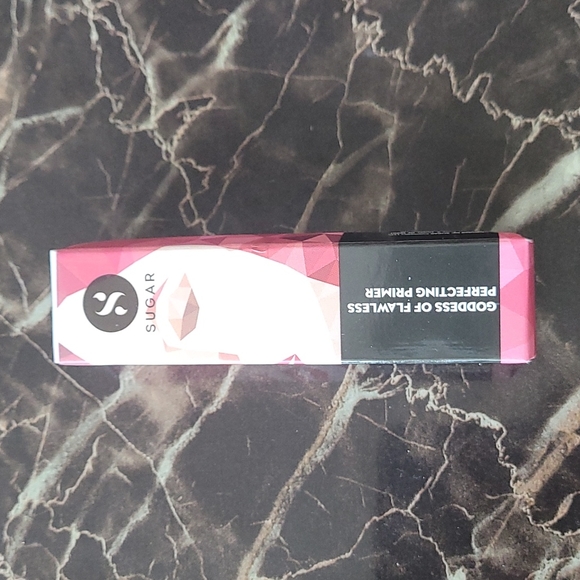 SUGAR
GODDESS OF FLAWLESS
PERFECTING PRIMER